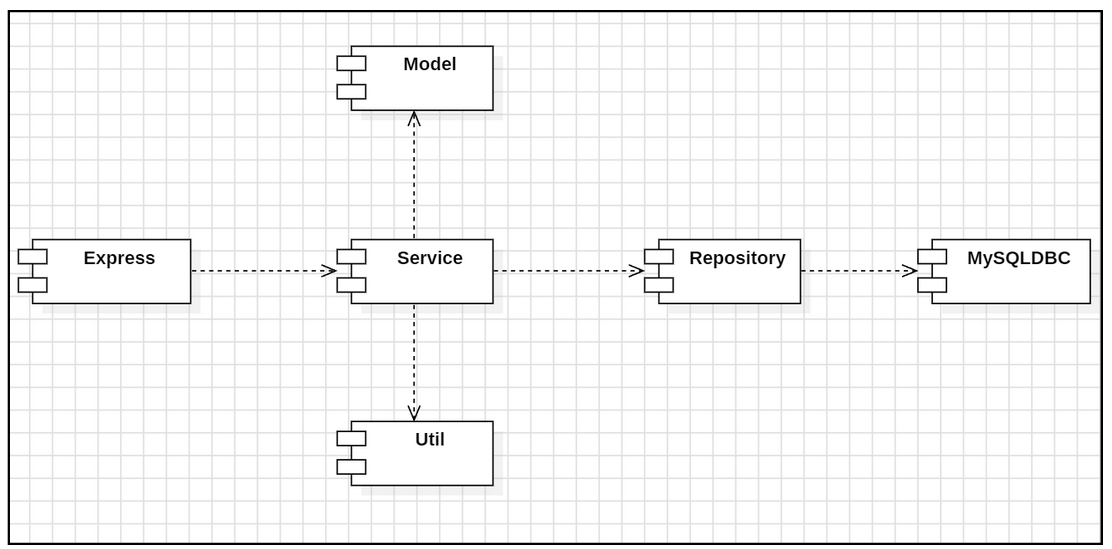 Model
Express
Service
Repository
MySQLDBC
Util